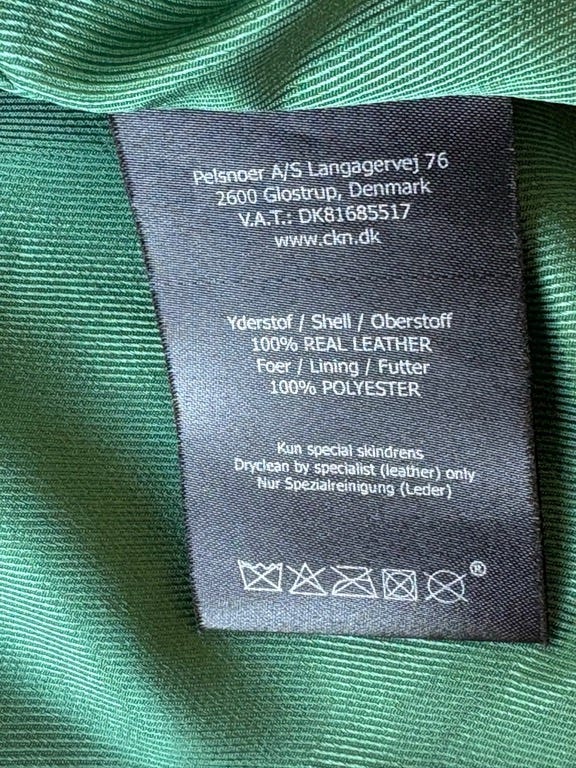 Pelsnoer A/S Langagervej 76
2600 Glostrup, Denmark
V.A.T.: DK81685517
www.ckn.dk
Yderstof / Shell / Oberstoff
100% REAL LEATHER
Foer / Lining / Futter
100% POLYESTER
Kun special skindrens
Dryclean by specialist (leather) only
Nur Spezialreinigung (Leder)
®